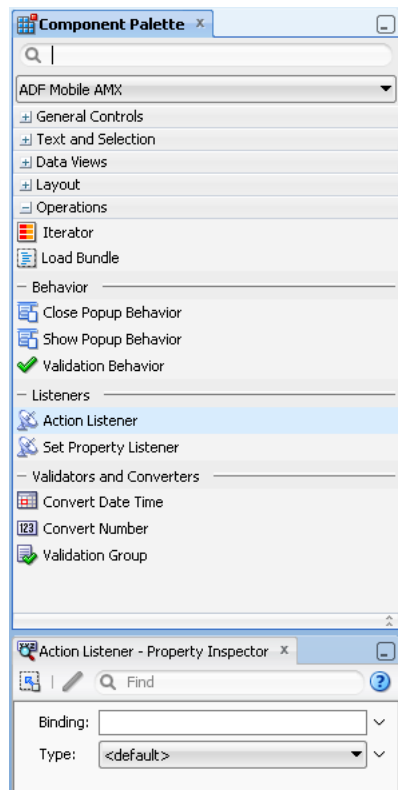 Component Palette
ADF Mobile AMX
General Controls
Text and Selection
Data Views
Layout
Operations
Iterator
Load Bundle
Behavior
Close Popup Behavior
Show Popup Behavior
Validation Behavior
Listeners
Action Listener
Set Property Listener
Validators and Converters
Convert Date Time
123 Convert Number
Validation Group
Action Listener - Property Inspector
Find
Binding:
Type: <default>